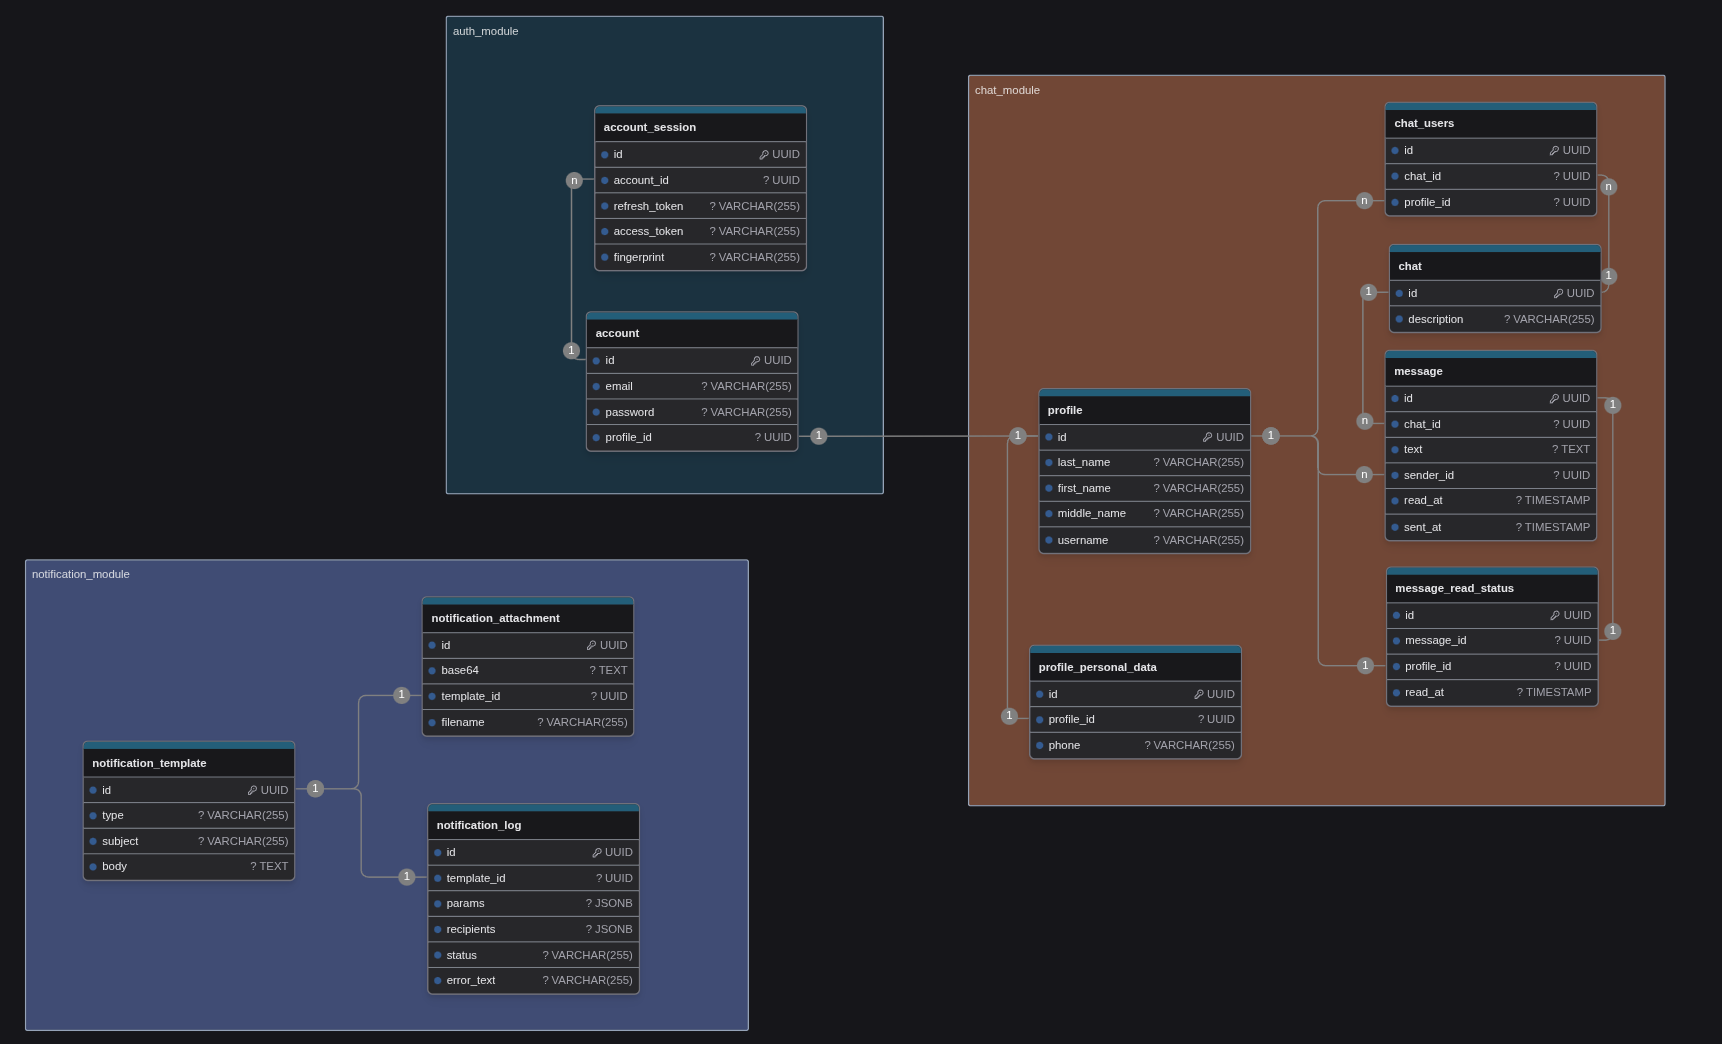 auth_module
account_session
id UUID
account_id ? UUID
refresh_token ? VARCHAR(255)
access_token ? VARCHAR(255)
fingerprint ? VARCHAR(255)
n
1
account
id UUID
email ? VARCHAR(255)
password ? VARCHAR(255)
profile_id ? UUID
1
chat_module
chat_users
id UUID
chat_id ? UUID
profile_id ? UUID
n
n
chat
id UUID
description ? VARCHAR(255)
1
1
message
id UUID
chat_id ? UUID
text ? TEXT
sender_id ? UUID
read_at ? TIMESTAMP
sent_at ? TIMESTAMP
1
n
n
profile
id UUID
last_name ? VARCHAR(255)
first_name ? VARCHAR(255)
middle_name ? VARCHAR(255)
username ? VARCHAR(255)
1
1
message_read_status
id UUID
message_id ? UUID
profile_id ? UUID
read_at ? TIMESTAMP
1
1
profile_personal_data
id UUID
profile_id ? UUID
phone ? VARCHAR(255)
1
notification_module
notification_attachment
id UUID
base64 ? TEXT
template_id ? UUID
filename ? VARCHAR(255)
1
notification_template
id UUID
type ? VARCHAR(255)
subject ? VARCHAR(255)
body ? TEXT
1
notification_log
id UUID
template_id ? UUID
params ? JSONB
recipients ? JSONB
status ? VARCHAR(255)
error_text ? VARCHAR(255)
1